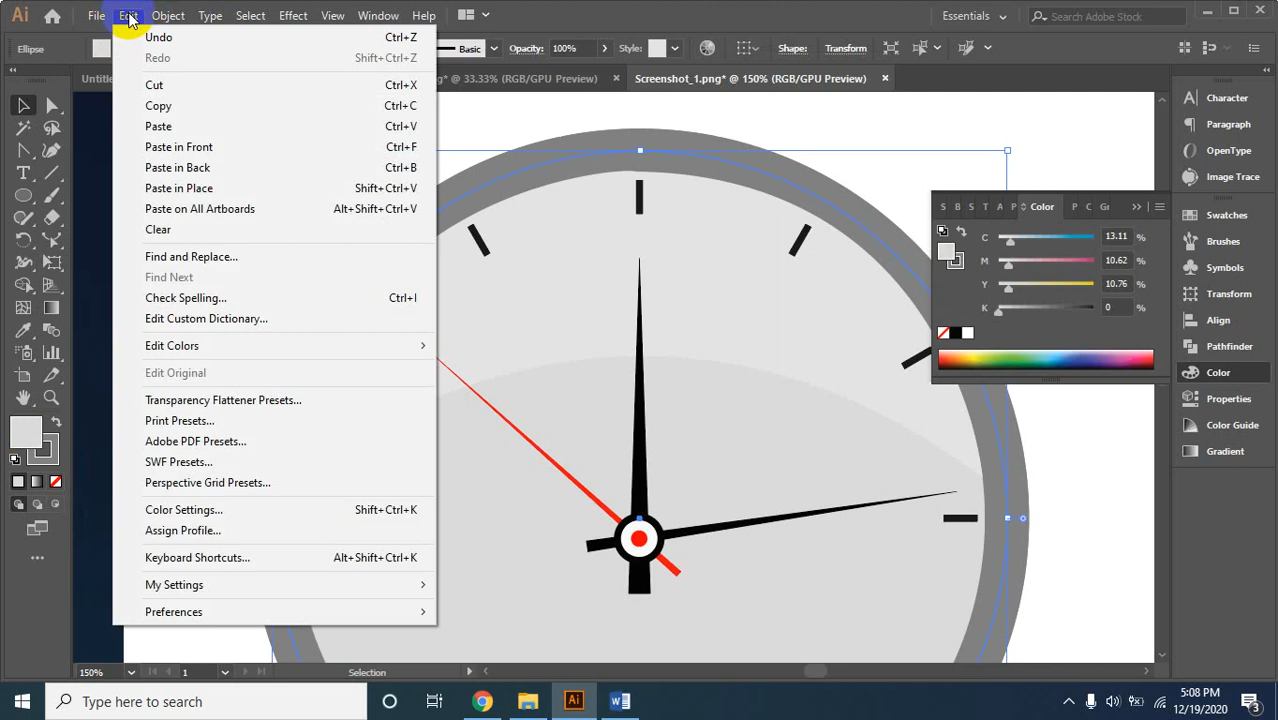 Ai File Edit Object Type Select Effect View Window Help Essentials Search Adobe Stock
Ellipse Basic Opacity: 100% Style: Shape: Transform
Untitle g* @ 33.33% (RGB/GPU Preview) × Screenshot_1.png* @ 150% (RGB/GPU Preview) ×
Undo Ctrl+Z
Redo Shift+Ctrl+Z
Cut Ctrl+X
Copy Ctrl+C
Paste Ctrl+V
Paste in Front Ctrl+F
Paste in Back Ctrl+B
Paste in Place Shift+Ctrl+V
Paste on All Artboards Alt+Shift+Ctrl+V
Clear
Find and Replace...
Find Next
Check Spelling... Ctrl+I
Edit Custom Dictionary...
Edit Colors
Edit Original
Transparency Flattener Presets...
Print Presets...
Adobe PDF Presets...
SWF Presets...
Perspective Grid Presets...
Color Settings... Shift+Ctrl+K
Assign Profile...
Keyboard Shortcuts... Alt+Shift+Ctrl+K
My Settings
Preferences
S B S T A P Color P C Gr
C 13.11 %
M 10.62 %
Y 10.76 %
K 0 %
Character
Paragraph
OpenType
Image Trace
Swatches
Brushes
Symbols
Transform
Align
Pathfinder
Color
Properties
Color Guide
Gradient
150% 1 Selection
Type here to search
5:08 PM
12/19/2020
3